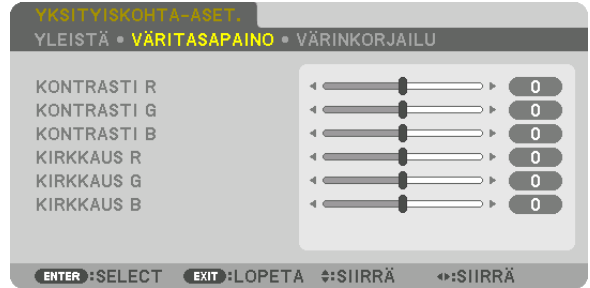 YKSITYISKOHTA-ASET.
YLEISTÄ • VÄRITASAPAINO • VÄRINKORJAILU
KONTRASTI R 0
KONTRASTI G 0
KONTRASTI B 0
KIRKKAUS R 0
KIRKKAUS G 0
KIRKKAUS B 0
ENTER :SELECT EXIT :LOPETA :SIIRRÄ :SIIRRÄ